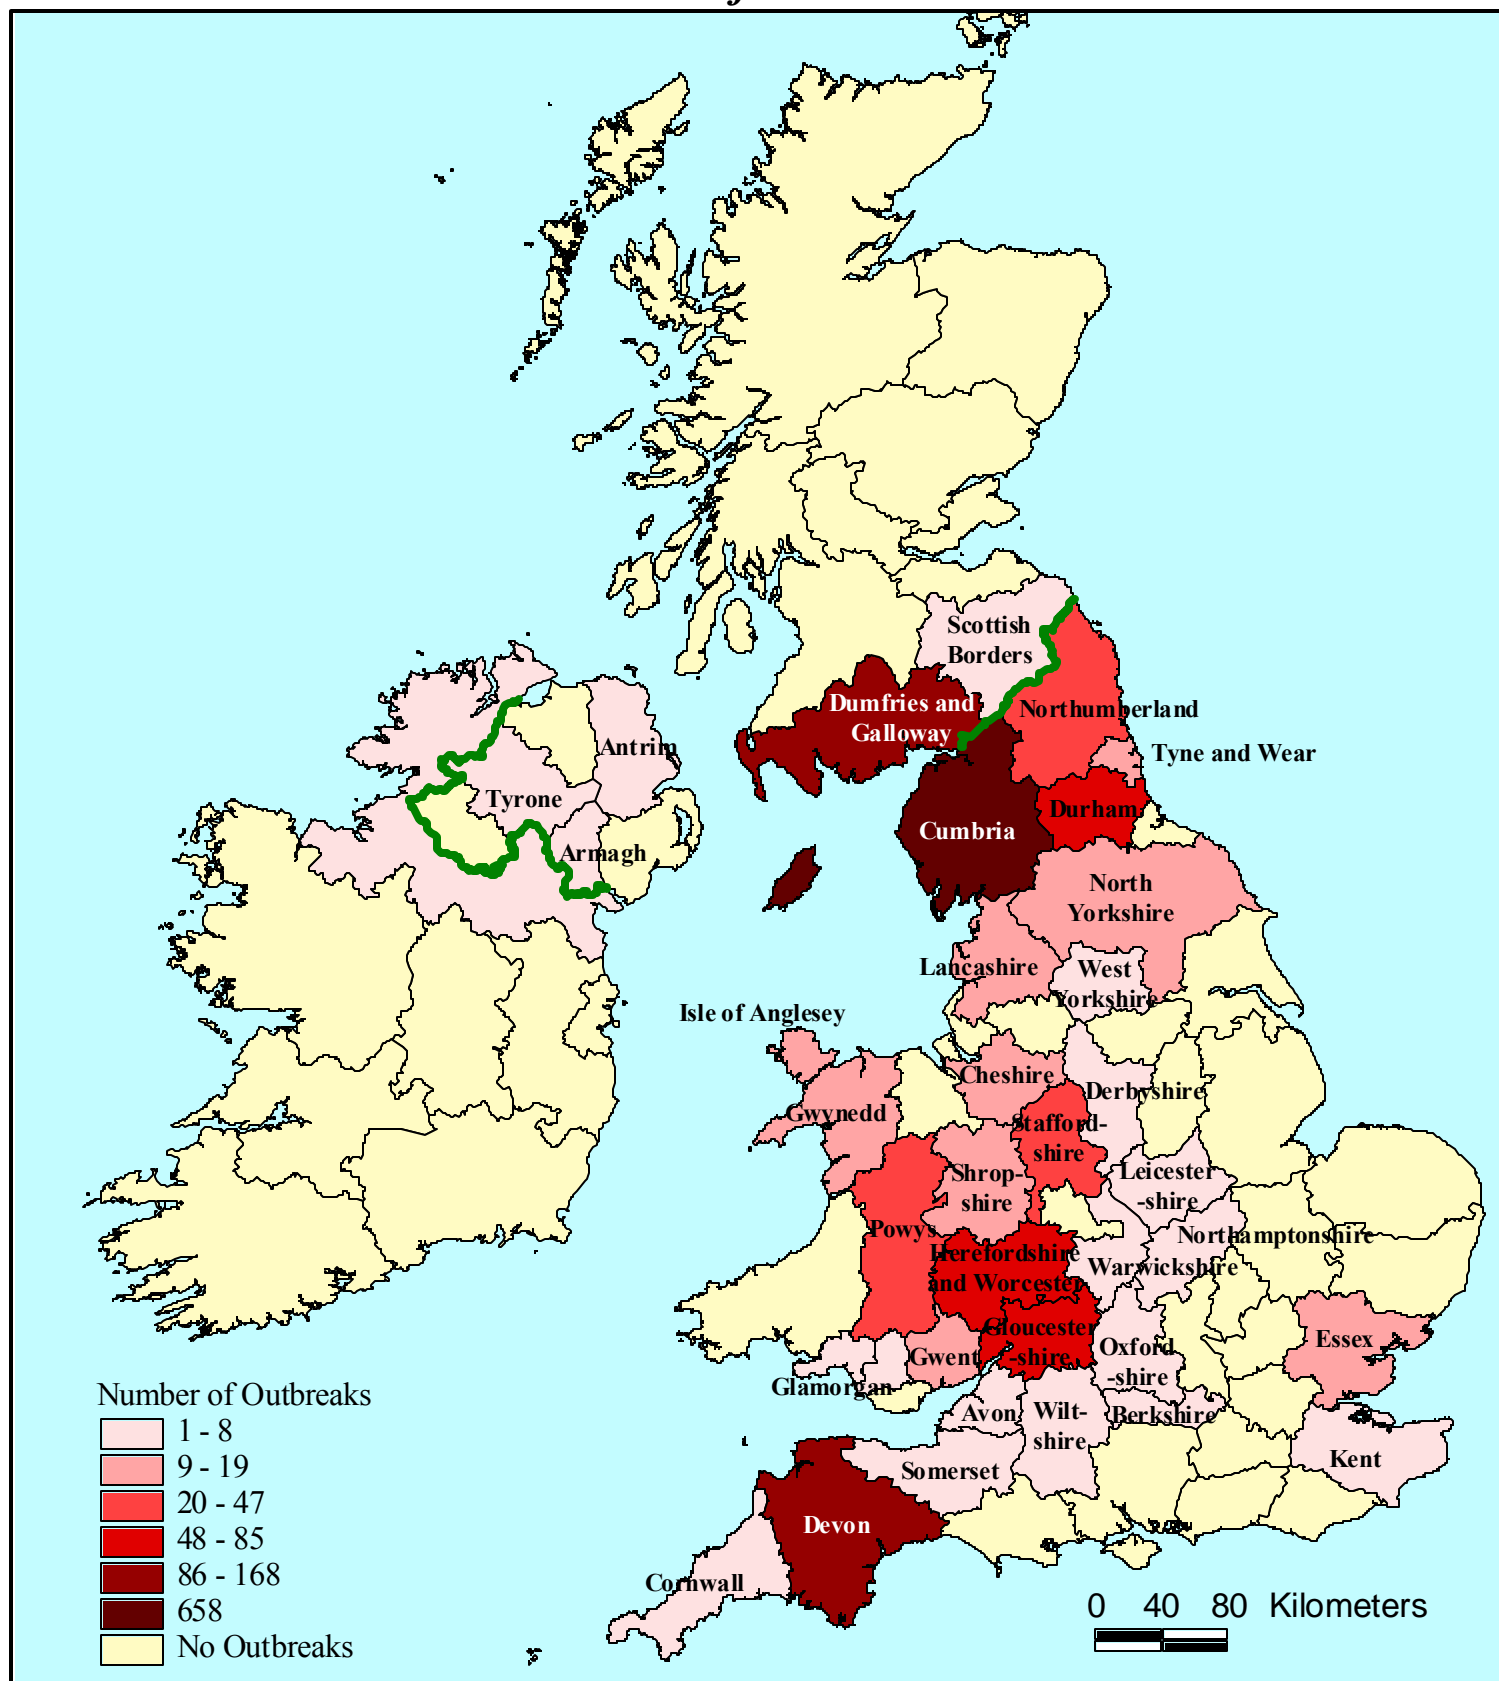 Scottish
Borders
Dumfries and
Galloway
Northumberland
Tyne and Wear
Antrim
Tyrone
Durham
Cumbria
Armagh
North
Yorkshire
Lancashire
West
Yorkshire
Isle of Anglesey
Cheshire
Derbyshire
Gwynedd
Stafford-
shire
Shrop-
shire
Leicester
-shire
Powys
Northamptonshire
Herefordshire
and Worcester
Warwickshire
Gloucester
-shire
Essex
Gwent
Oxford
-shire
Glamorgan
Avon
Wilt-
shire
Berkshire
Somerset
Kent
Devon
Cornwall
Number of Outbreaks
1 - 8
9 - 19
20 - 47
48 - 85
86 - 168
658
No Outbreaks
0 40 80 Kilometers